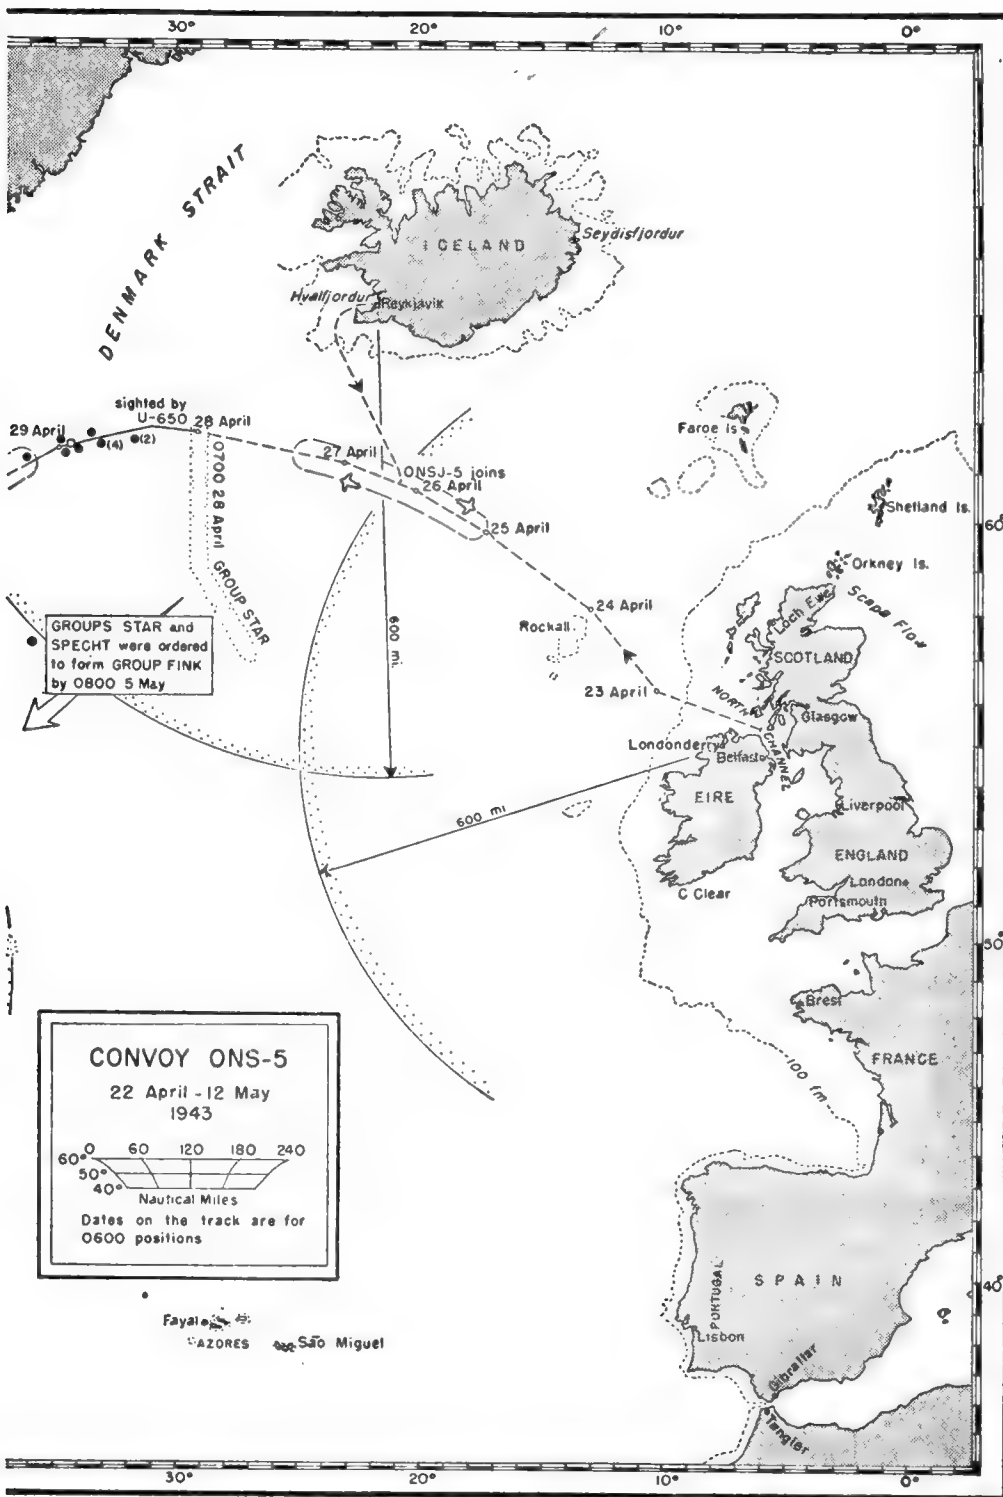 30°
20°
10°
0°
DENMARK STRAIT
ICELAND
Seydisfjordur
Hvalfjordur
Reykjavik
sighted by
U-650
28 April
29 April
(4)
(2)
27 April
ONSJ-5 joins
26 April
25 April
Faroe Is
Shetland Is.
60°
Orkney Is.
Scapa Flow
Loch Ewe
0700 28 April GROUP STAR
24 April
Rockall
600 mi.
SCOTLAND
GROUPS STAR and
SPECHT were ordered
to form GROUP FINK
by 0800 5 May
23 April
NORTH CHANNEL
Glasgow
Londonderry
Belfast
EIRE
Liverpool
600 mi
ENGLAND
London
Portsmouth
C Clear
50°
Brest
FRANCE
100 fm
CONVOY ONS-5
22 April - 12 May
1943
0 60 120 180 240
60°
50°
40°
Nautical Miles
Dates on the track are for
0600 positions
SPAIN
PORTUGAL
40°
Fayal
AZORES
São Miguel
Lisbon
Gibraltar
Tangier
30°
20°
10°
0°